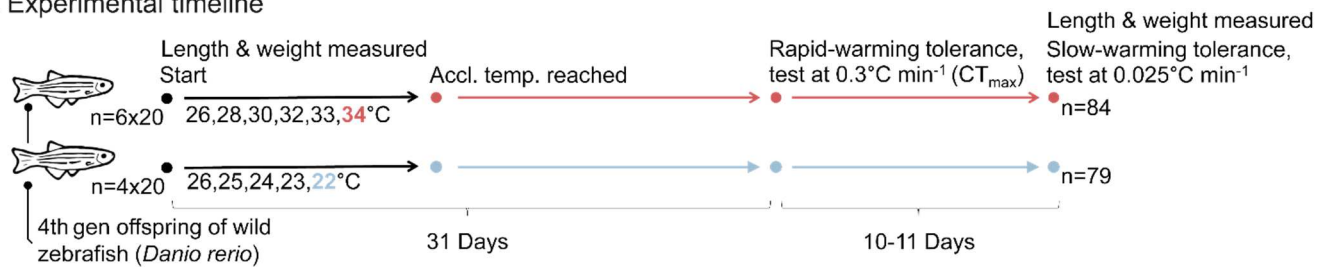 Experimental timeline
Length & weight measured
Start
Accl. temp. reached
Rapid-warming tolerance,
test at 0.3°C min⁻¹ (CTmax)
Length & weight measured
Slow-warming tolerance,
test at 0.025°C min⁻¹
n=6x20
26,28,30,32,33,34°C
n=84
n=4x20
26,25,24,23,22°C
n=79
4th gen offspring of wild
zebrafish (Danio rerio)
31 Days
10-11 Days